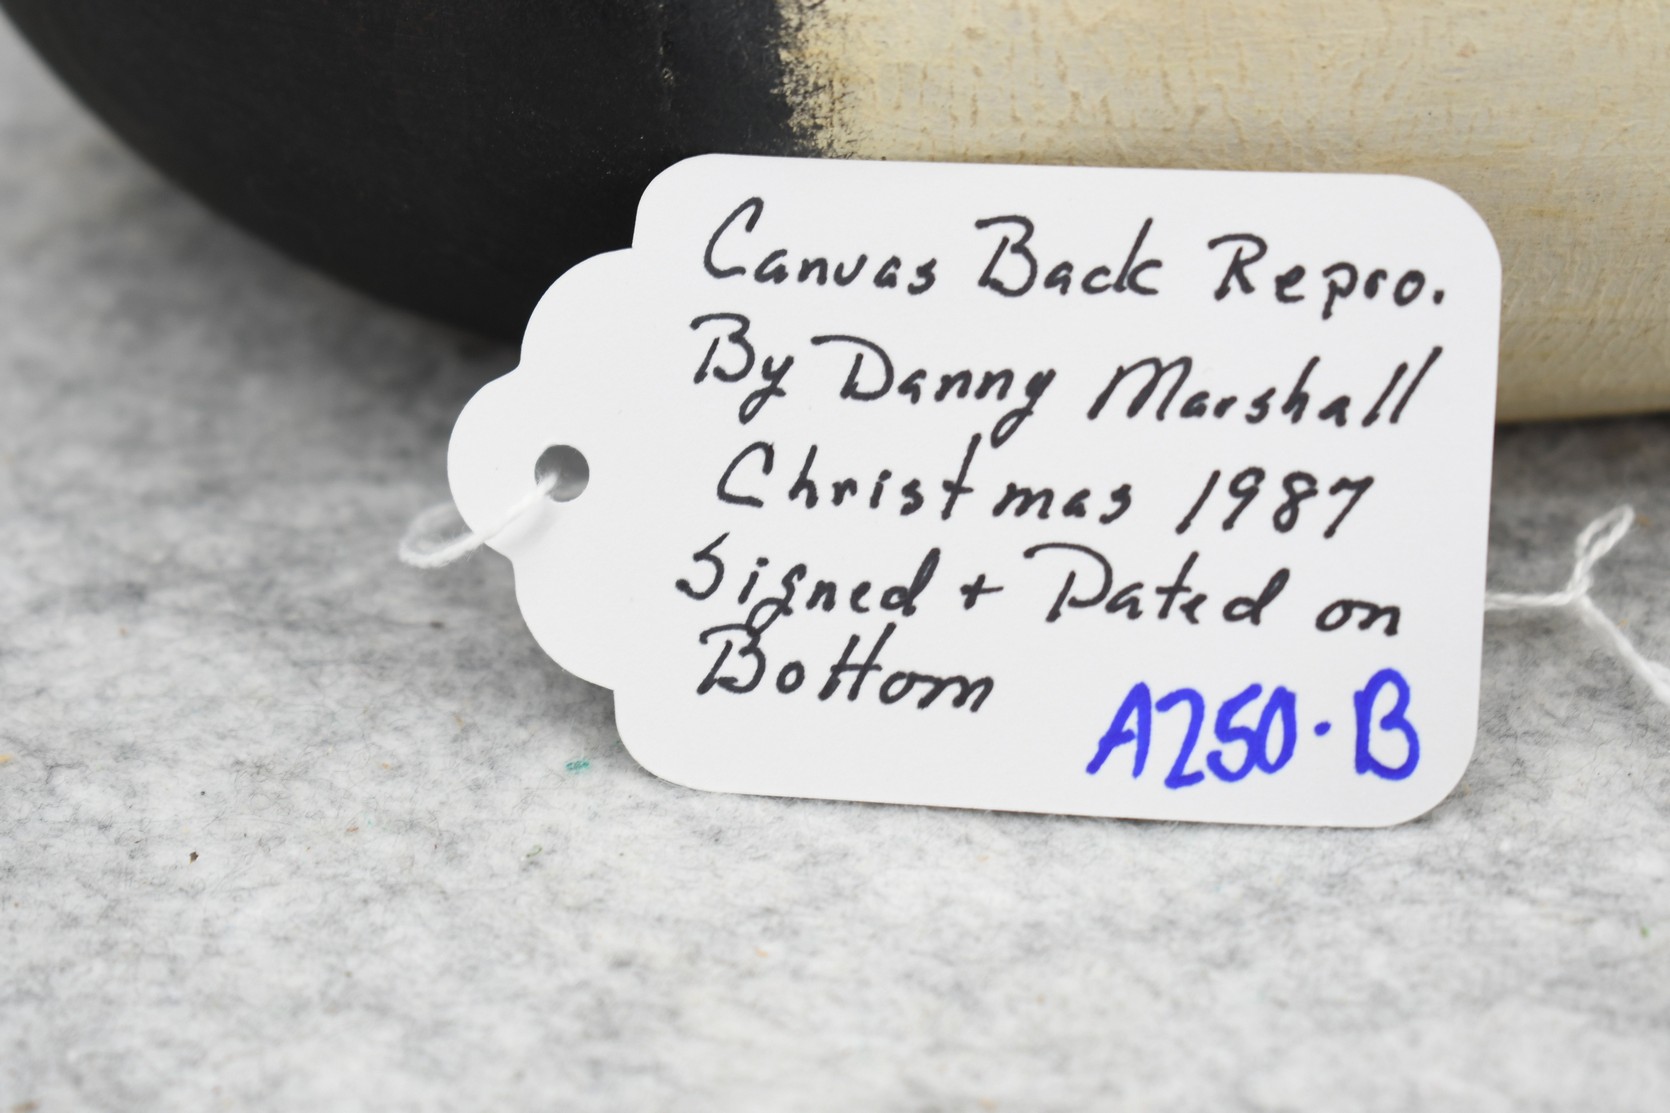 Canvas Back Repro.
By Danny Marshall
Christmas 1987
Signed + Dated on
Bottom
A250-B